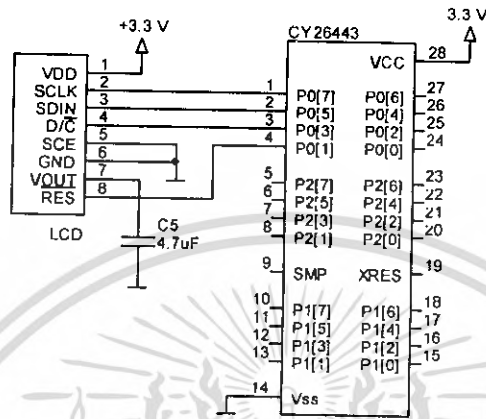 +3.3 V
LCD
VDD 1
SCLK 2
SDIN 3
D/C 4
SCE 5
GND 6
VOUT 7
RES 8
C5
4.7uF
CY26443
3.3 V
VCC 28
1 P0[7]
2 P0[5]
3 P0[3]
4 P0[1]
5 P2[7]
6 P2[5]
7 P2[3]
8 P2[1]
9 SMP
10 P1[7]
11 P1[5]
12 P1[3]
13 P1[1]
14 Vss
P0[6] 27
P0[4] 26
P0[2] 25
P0[0] 24
P2[6] 23
P2[4] 22
P2[2] 21
P2[0] 20
XRES 19
P1[6] 18
P1[4] 17
P1[2] 16
P1[0] 15